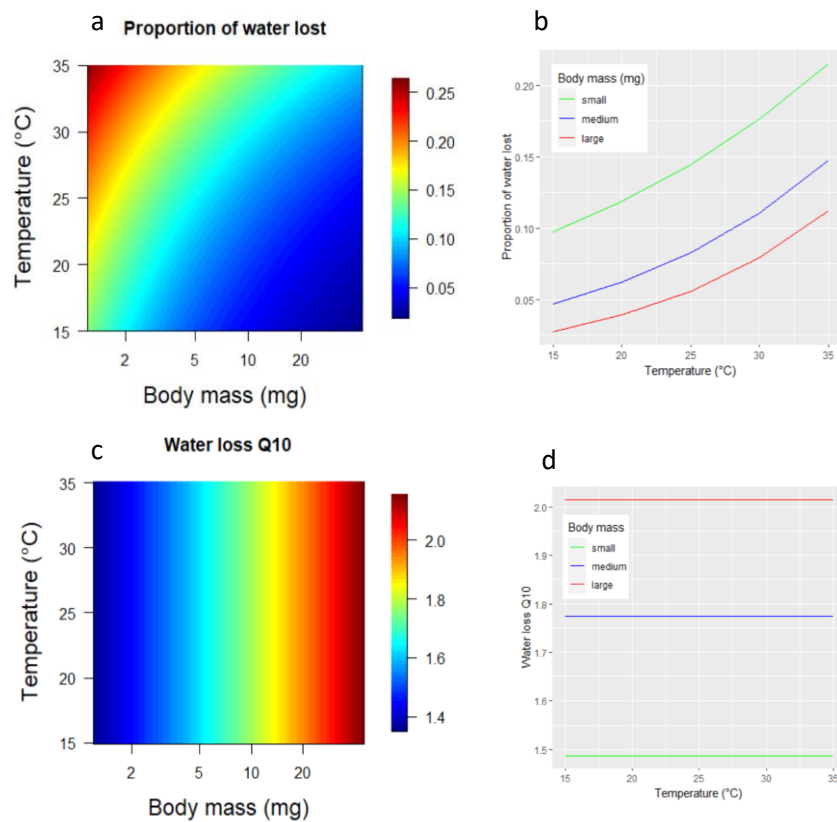 a
Proportion of water lost
Temperature (°C)
35
30
25
20
15
2
5
10
20
Body mass (mg)
0.25
0.20
0.15
0.10
0.05
b
Proportion of water lost
0.20
0.15
0.10
0.05
Body mass (mg)
small
medium
large
15
20
25
30
35
Temperature (°C)
c
Water loss Q10
Temperature (°C)
35
30
25
20
15
2
5
10
20
Body mass (mg)
2.0
1.8
1.6
1.4
d
Water loss Q10
2.0
1.9
1.8
1.7
1.6
1.5
Body mass
small
medium
large
15
20
25
30
35
Temperature (°C)